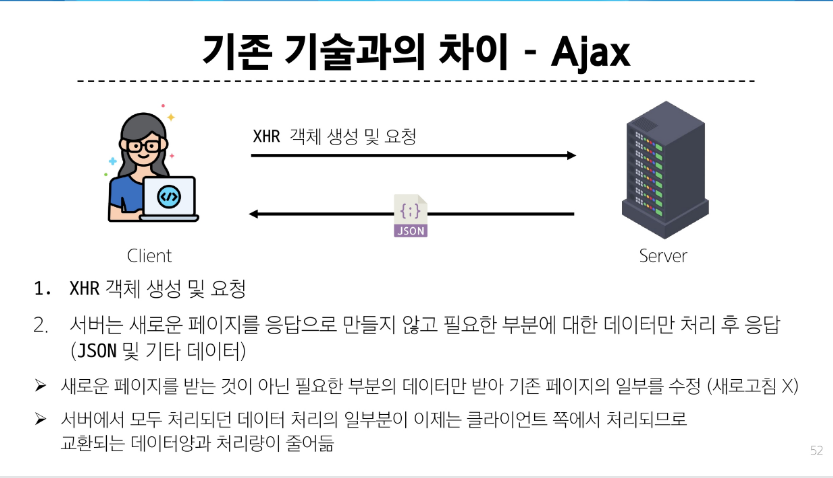 기존 기술과의 차이 - Ajax
XHR 객체 생성 및 요청
{;}
JSON
</>
Client
Server
1. XHR 객체 생성 및 요청
2. 서버는 새로운 페이지를 응답으로 만들지 않고 필요한 부분에 대한 데이터만 처리 후 응답
(JSON 및 기타 데이터)
➢ 새로운 페이지를 받는 것이 아닌 필요한 부분의 데이터만 받아 기존 페이지의 일부를 수정 (새로고침 X)
➢ 서버에서 모두 처리되던 데이터 처리의 일부분이 이제는 클라이언트 쪽에서 처리되므로
교환되는 데이터양과 처리량이 줄어듦
52